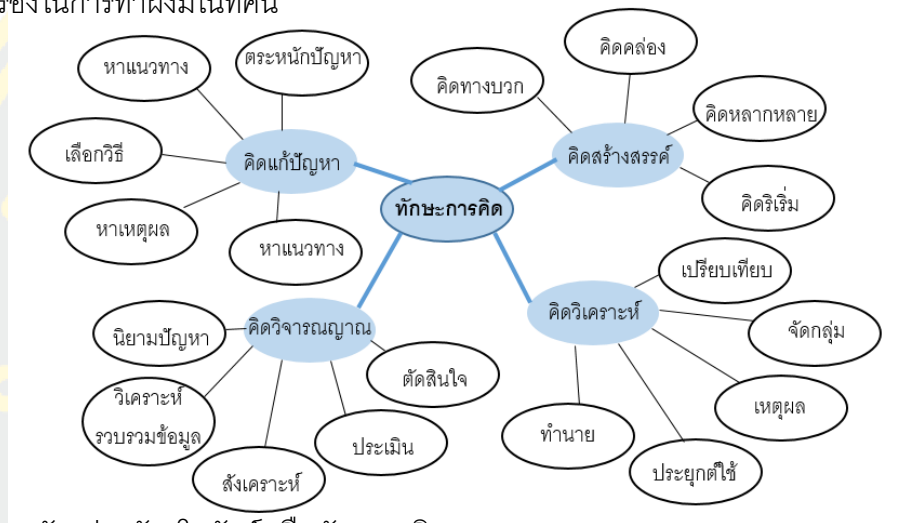 หาแนวทาง
ตระหนักปัญหา
เลือกวิธี
คิดแก้ปัญหา
หาเหตุผล
หาแนวทาง
คิดทางบวก
คิดคล่อง
คิดหลากหลาย
คิดสร้างสรรค์
คิดริเริ่ม
ทักษะการคิด
นิยามปัญหา
คิดวิจารณญาณ
วิเคราะห์
รวบรวมข้อมูล
สังเคราะห์
ประเมิน
ตัดสินใจ
คิดวิเคราะห์
เปรียบเทียบ
จัดกลุ่ม
เหตุผล
ประยุกต์ใช้
ทำนาย